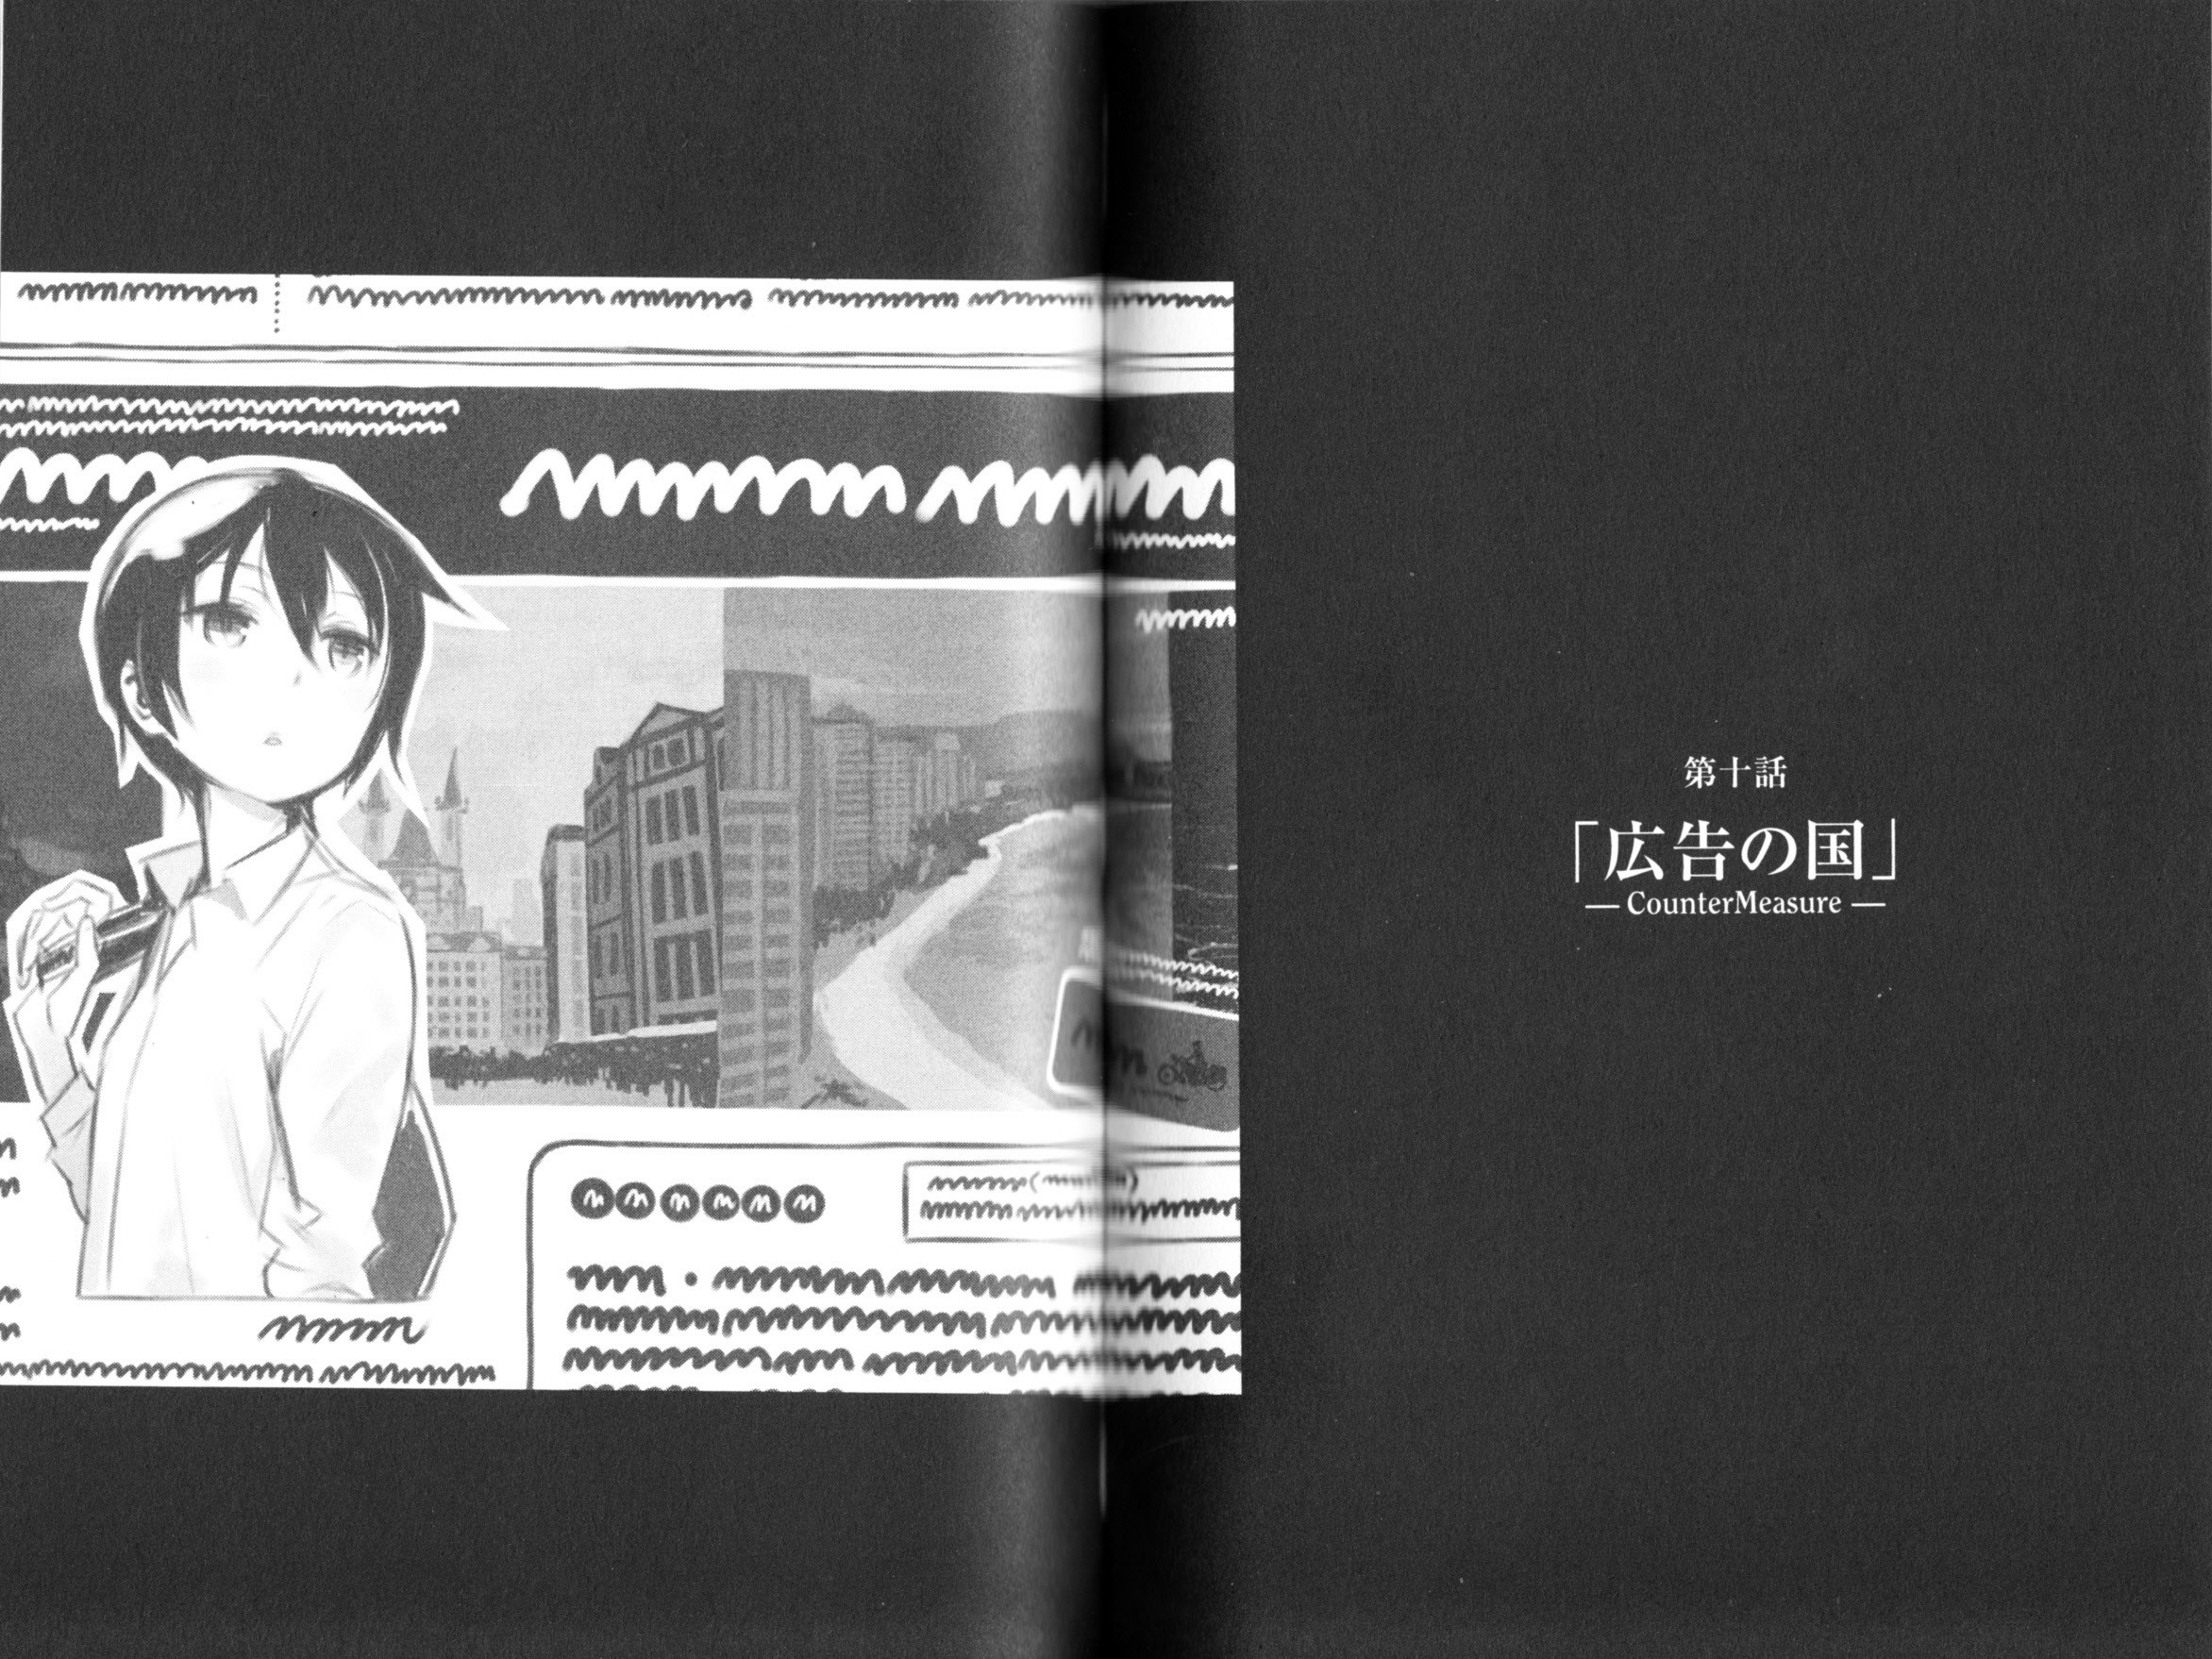 第十話
「広告の国」
— CounterMeasure —